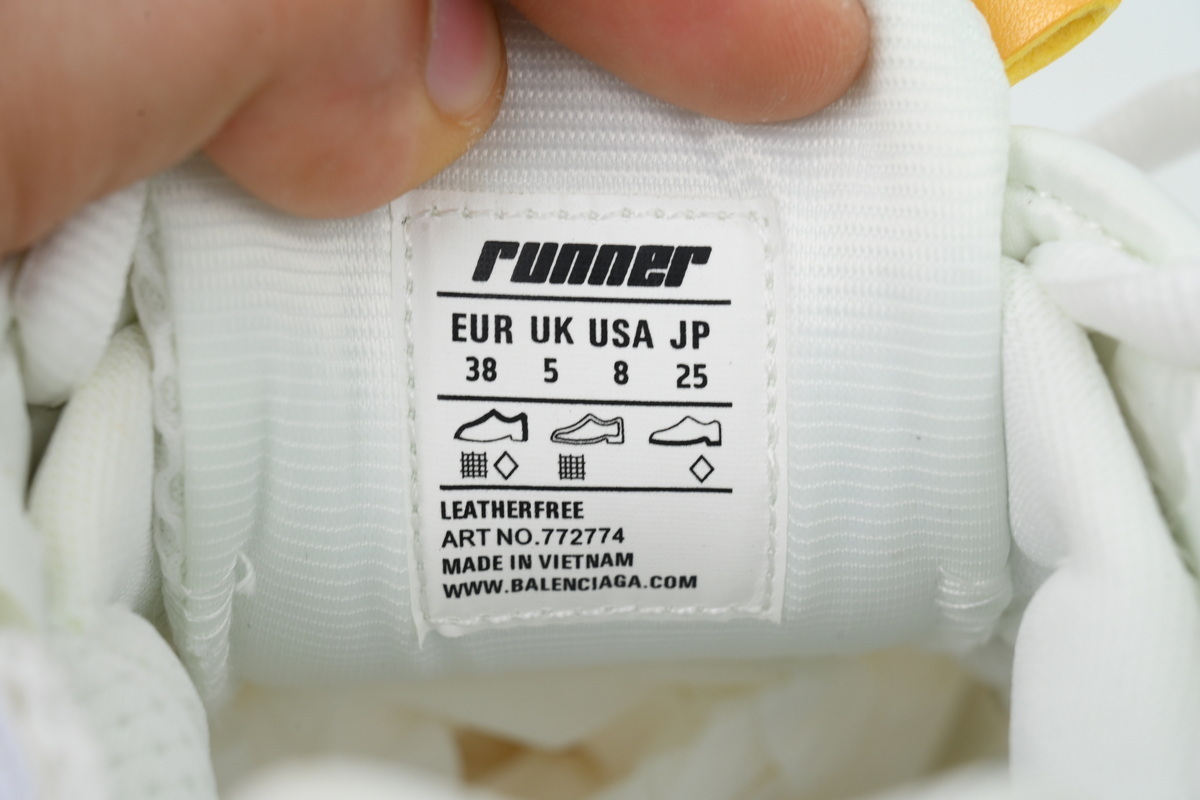 runner
EUR UK USA JP
38 5 8 25
LEATHERFREE
ART NO.772774
MADE IN VIETNAM
WWW.BALENCIAGA.COM